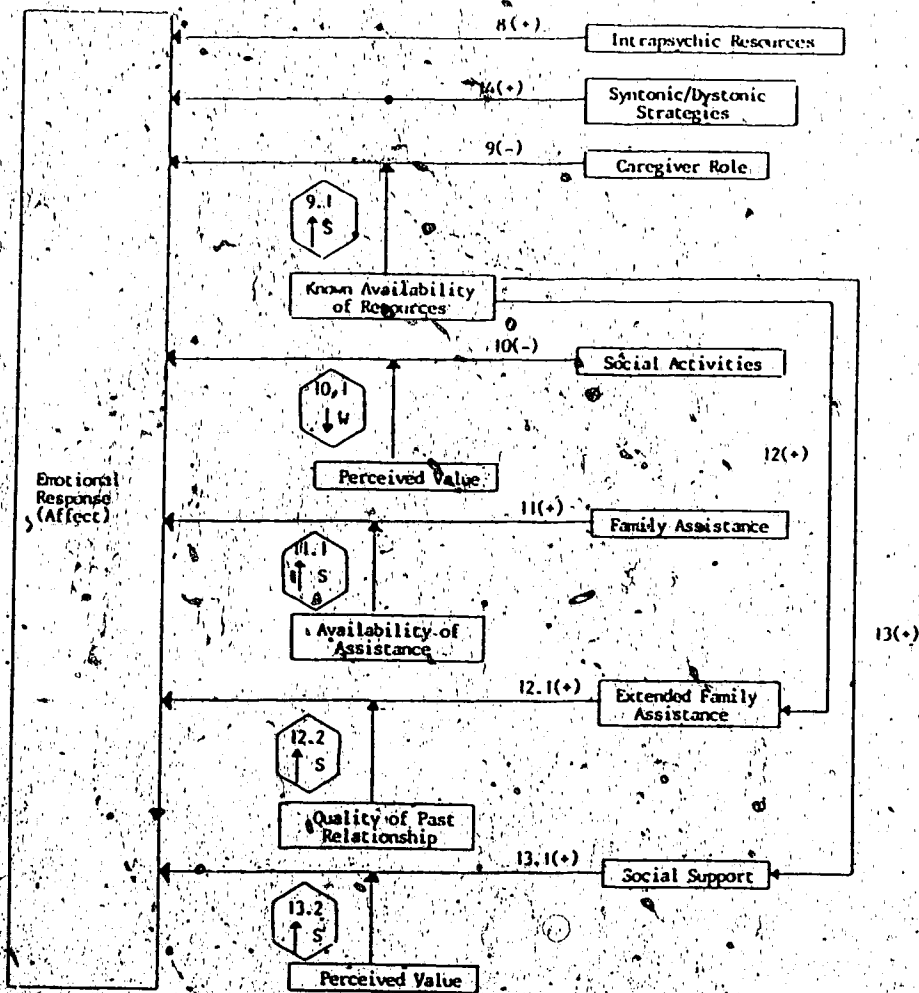 8(+)
Intrapsychic Resources
14(+)
Syntonic/Dystonic
Strategies
9(-)
Caregiver Role
9.1
↑ S
Known Availability
of Resources
10(-)
Social Activities
10,1
↓ W
Perceived Value
12(+)
Emotional
Response
(Affect)
11(+)
Family Assistance
11.1
↑ S
Availability of
Assistance
13(+)
12.1(+)
Extended Family
Assistance
12.2
↑ S
Quality of Past
Relationship
13.1(+)
Social Support
13.2
↑ S
Perceived Value